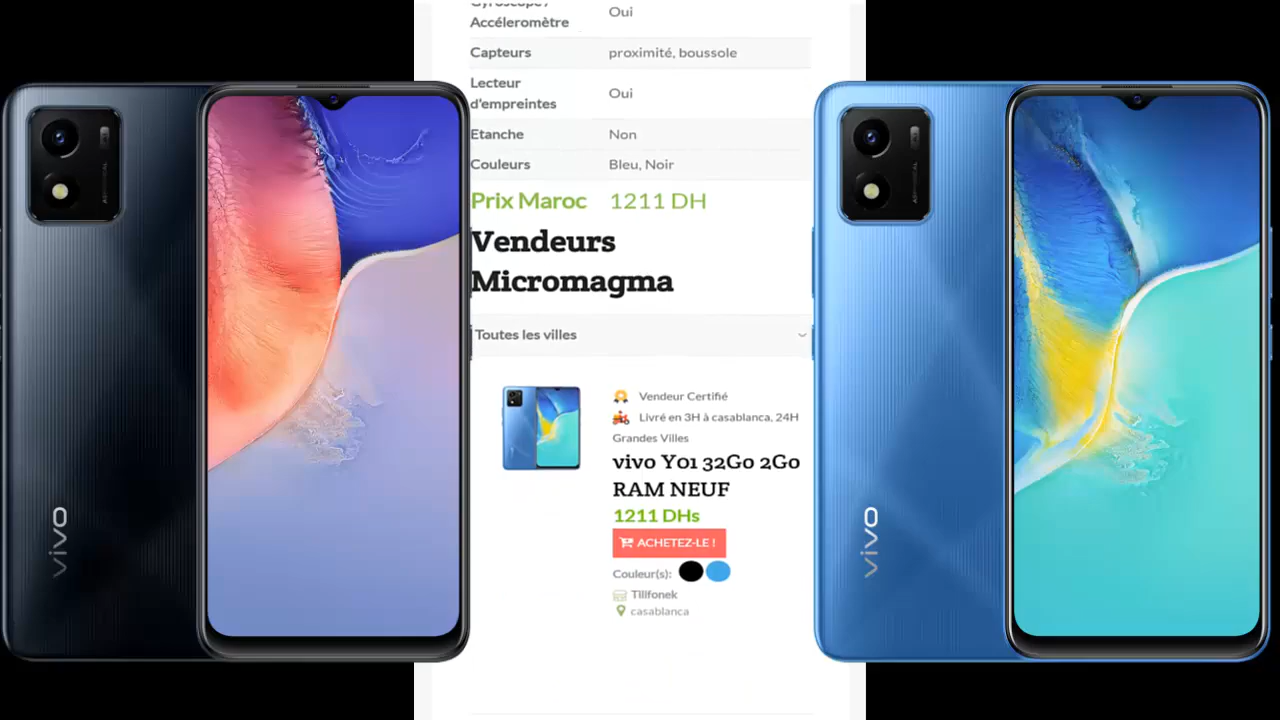 Gyroscope /
Accéleromètre
Oui
Capteurs
proximité, boussole
Lecteur
d'empreintes
Oui
Etanche
Non
Couleurs
Bleu, Noir
Prix Maroc
1211 DH
Vendeurs
Micromagma
Toutes les villes
Vendeur Certifié
Livré en 3H à casablanca, 24H
Grandes Villes
vivo Y01 32Go 2Go
RAM NEUF
1211 DHs
ACHETEZ-LE !
Couleur(s):
Tilifonek
casablanca
vivo
vivo